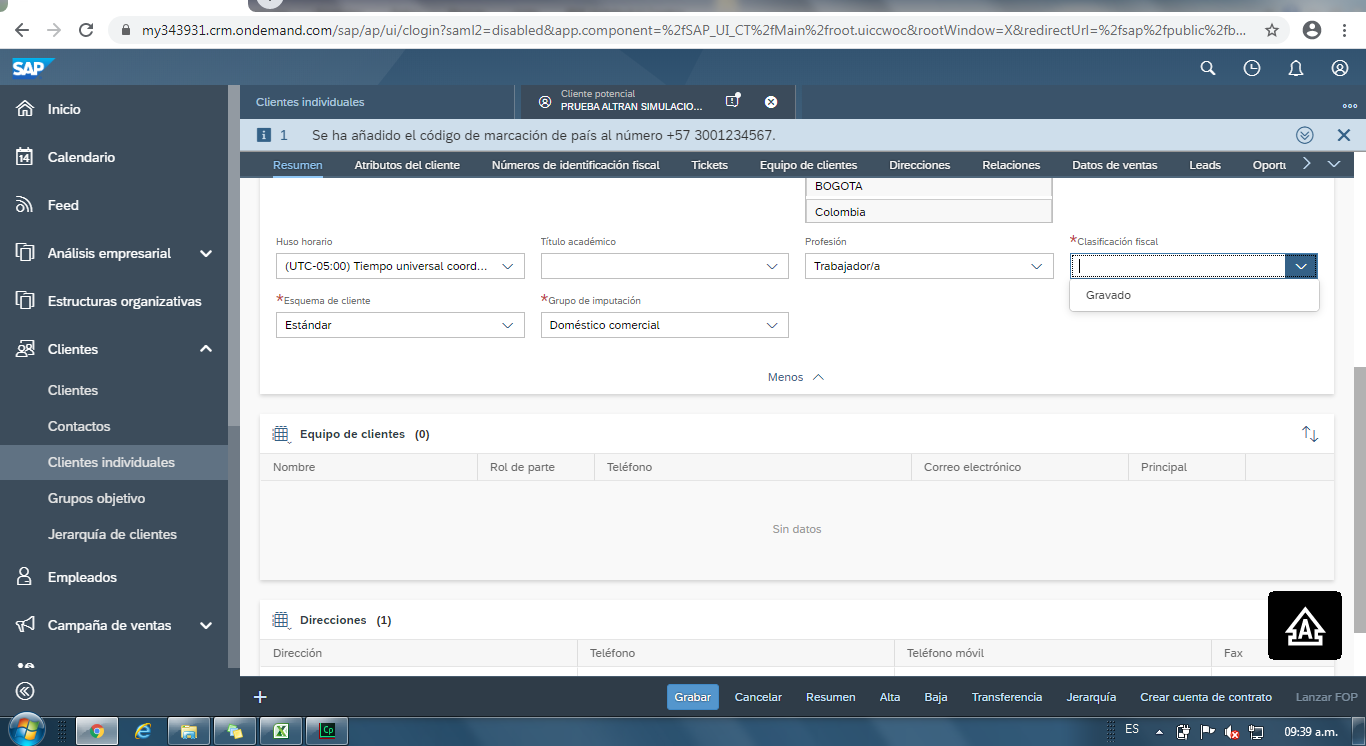 my343931.crm.ondemand.com/sap/ap/ui/clogin?saml2=disabled&app.component=%2fSAP_UI_CT%2fMain%2froot.uiccwoc&rootWindow=X&redirectUrl=%2fsap%2fpublic%2fb...
SAP
Inicio
Calendario
14
Feed
Análisis empresarial
Estructuras organizativas
Clientes
Clientes
Contactos
Clientes individuales
Grupos objetivo
Jerarquía de clientes
Empleados
Campaña de ventas
Clientes individuales
Cliente potencial
PRUEBA ALTRAN SIMULACIO...
1 Se ha añadido el código de marcación de país al número +57 3001234567.
Resumen Atributos del cliente Números de identificación fiscal Tickets Equipo de clientes Direcciones Relaciones Datos de ventas Leads Oportu
BOGOTA
Colombia
Huso horario Título académico Profesión *Clasificación fiscal
(UTC-05:00) Tiempo universal coord... Trabajador/a
Gravado
*Esquema de cliente *Grupo de imputación
Estándar Doméstico comercial
Menos
Equipo de clientes (0)
Nombre Rol de parte Teléfono Correo electrónico Principal
Sin datos
Direcciones (1)
A
Dirección Teléfono Teléfono móvil Fax
Grabar Cancelar Resumen Alta Baja Transferencia Jerarquía Crear cuenta de contrato Lanzar FOP
Cp
ES
09:39 a.m.